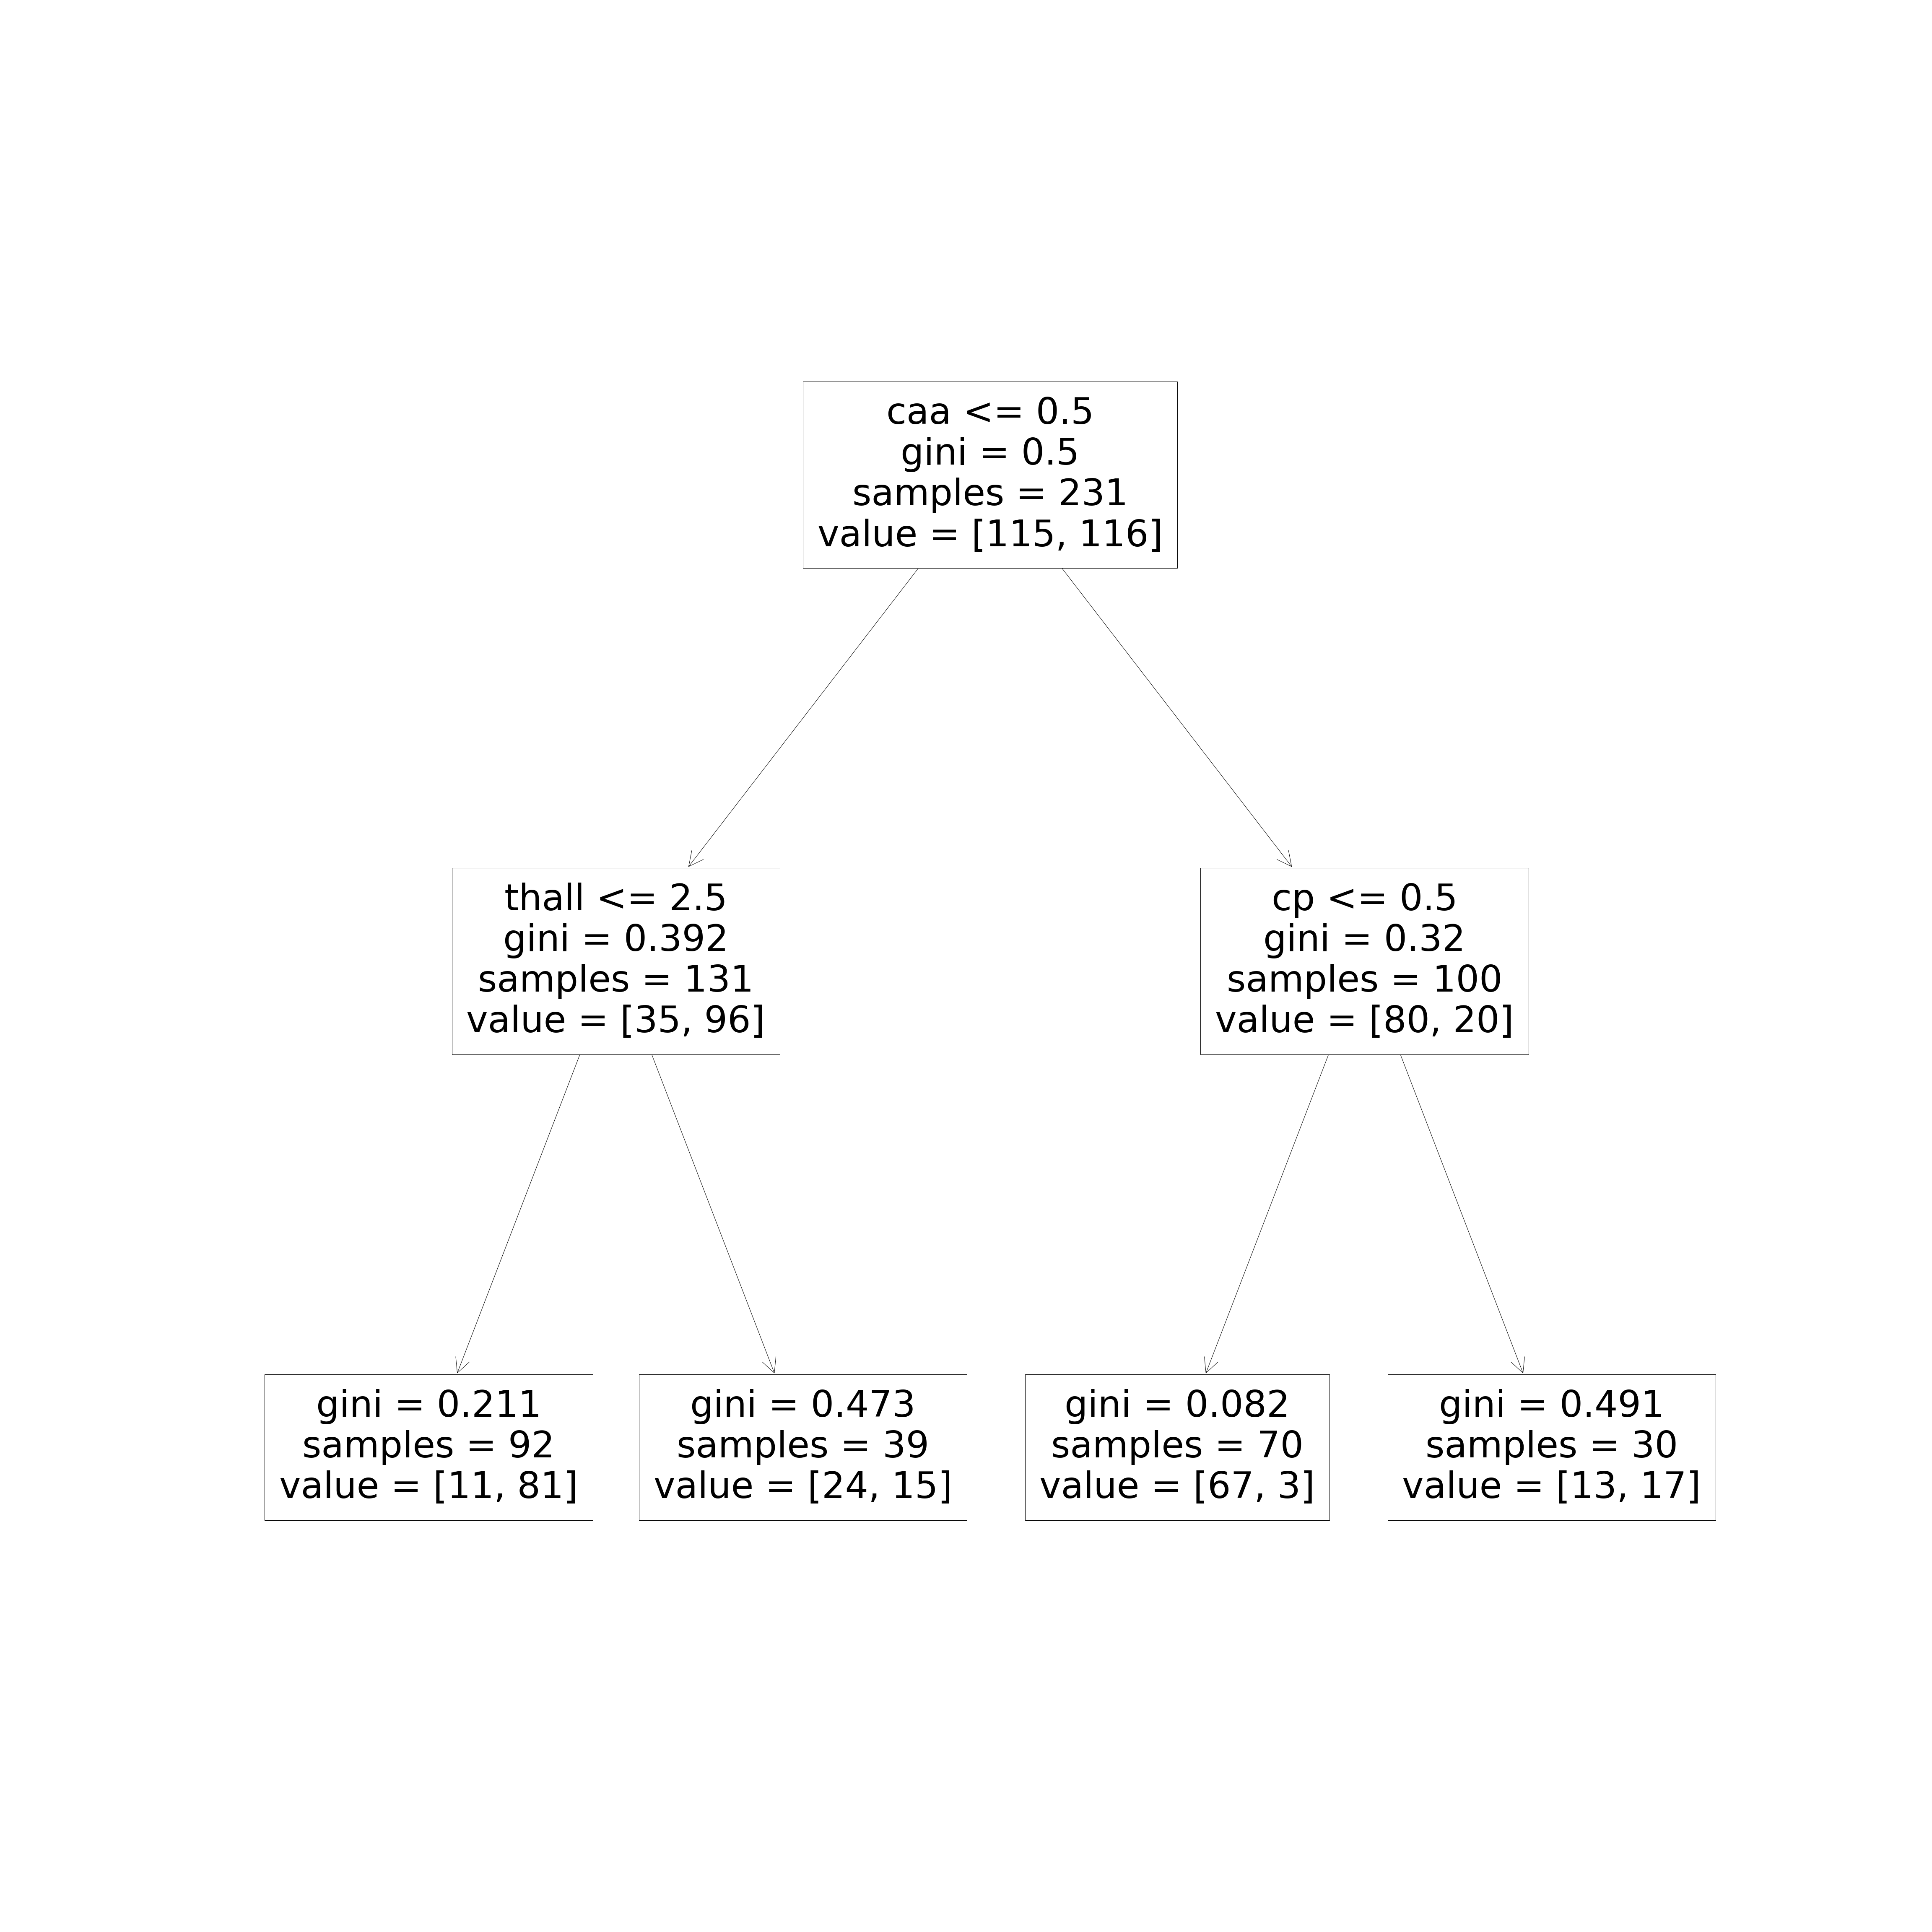 caa <= 0.5
gini = 0.5
samples = 231
value = [115, 116]
thall <= 2.5
gini = 0.392
samples = 131
value = [35, 96]
cp <= 0.5
gini = 0.32
samples = 100
value = [80, 20]
gini = 0.211
samples = 92
value = [11, 81]
gini = 0.473
samples = 39
value = [24, 15]
gini = 0.082
samples = 70
value = [67, 3]
gini = 0.491
samples = 30
value = [13, 17]